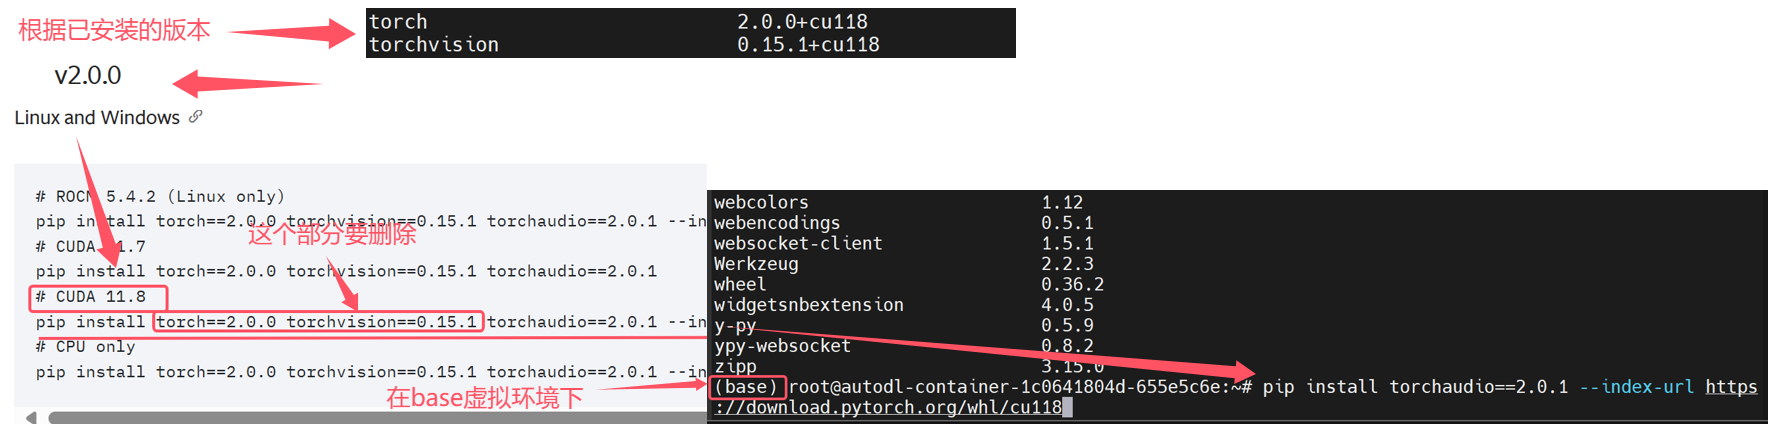 根据已安装的版本
torch 2.0.0+cu118
torchvision 0.15.1+cu118
v2.0.0
Linux and Windows
# ROCM 5.4.2 (Linux only)
pip install torch==2.0.0 torchvision==0.15.1 torchaudio==2.0.1 --in
这个部分要删除
# CUDA 11.7
pip install torch==2.0.0 torchvision==0.15.1 torchaudio==2.0.1
# CUDA 11.8
pip install torch==2.0.0 torchvision==0.15.1 torchaudio==2.0.1 --in
# CPU only
pip install torch==2.0.0 torchvision==0.15.1 torchaudio==2.0.1 --in
在base虚拟环境下
webcolors 1.12
webencodings 0.5.1
websocket-client 1.5.1
Werkzeug 2.2.3
wheel 0.36.2
widgetsnbextension 4.0.5
y-py 0.5.9
ypy-websocket 0.8.2
zipp 3.15.0
(base) root@autodl-container-1c0641804d-655e5c6e:~# pip install torchaudio==2.0.1 --index-url https
://download.pytorch.org/whl/cu118